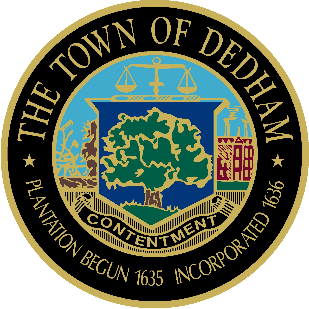 THE TOWN OF DEDHAM
CONTENTMENT
PLANTATION BEGUN 1635 INCORPORATED 1636